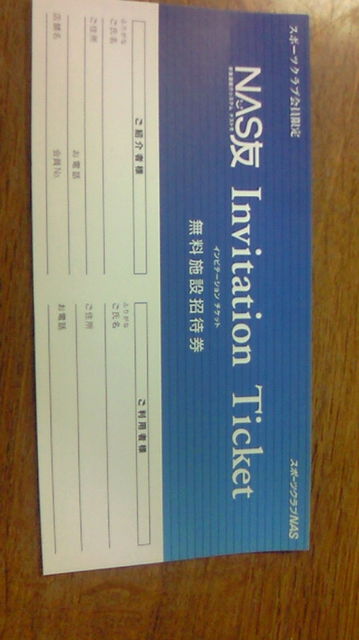 スポーツクラブ会員限定
NAS友 Invitation Ticket
インビテーション チケット
無料施設招待券
スポーツクラブNAS
ご紹介者様
ふりがな
ご氏名
ご住所
お電話
店舗名
会員No.
ご利用者様
ふりがな
ご氏名
ご住所
お電話